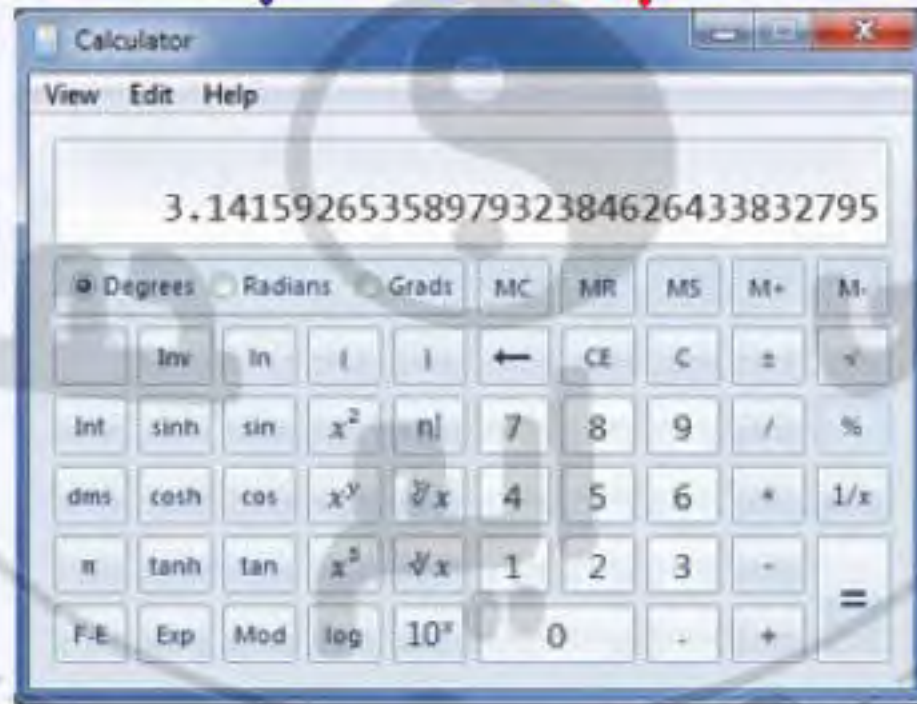 Calculator
View Edit Help
3.1415926535897932384626433832795
Degrees Radians Grads MC MR MS M+ M-
Inv ln ( ) ← CE C ± √
Int sinh sin x² n! 7 8 9 / %
dms cosh cos xʸ ʸ√x 4 5 6 * 1/x
π tanh tan x³ ³√x 1 2 3 - =
F-E Exp Mod log 10ˣ 0 . +